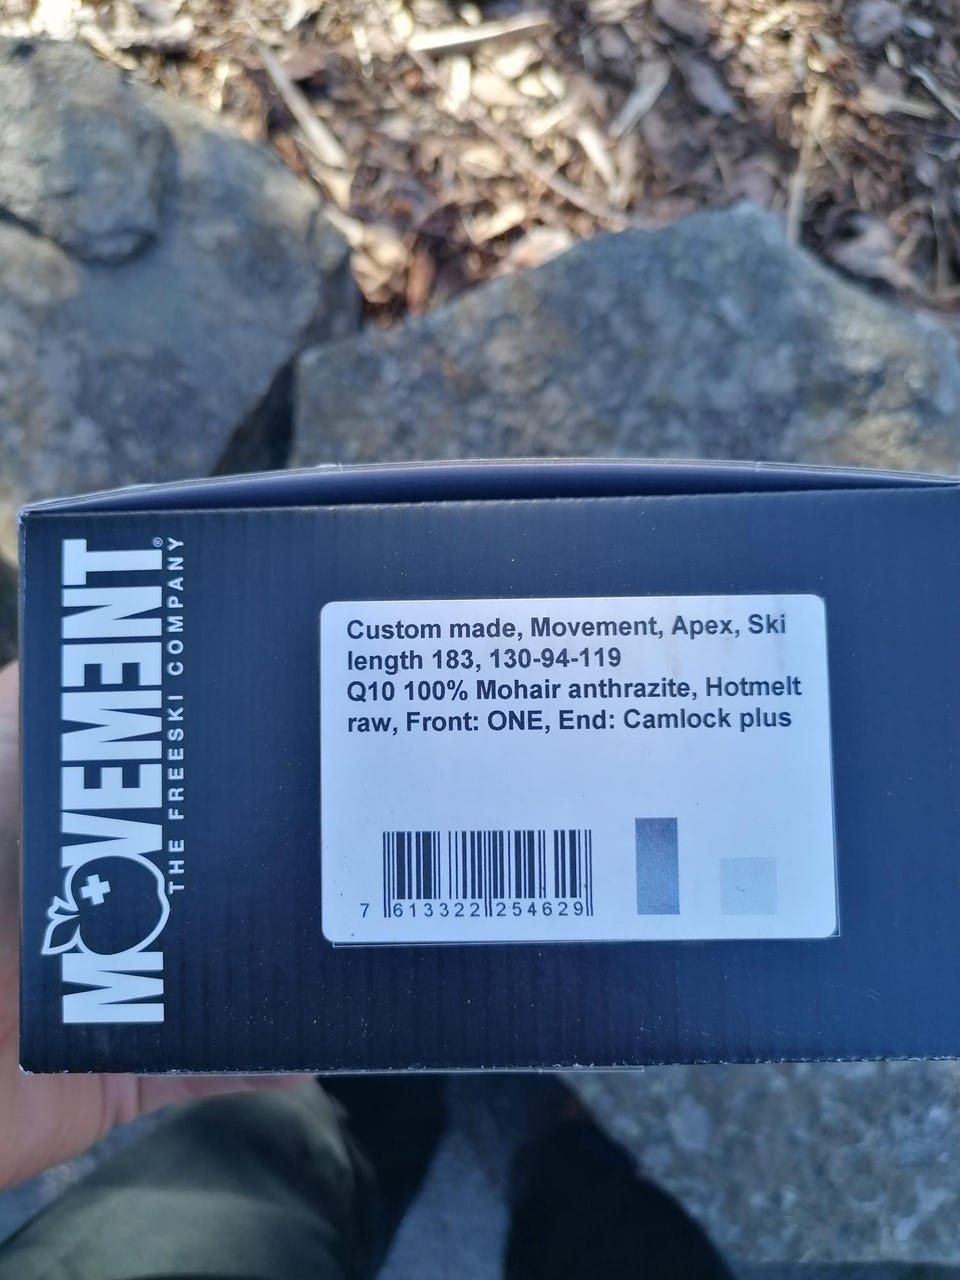 MOVEMENT®
THE FREESKI COMPANY
Custom made, Movement, Apex, Ski
length 183, 130-94-119
Q10 100% Mohair anthrazite, Hotmelt
raw, Front: ONE, End: Camlock plus
7 613322 254629